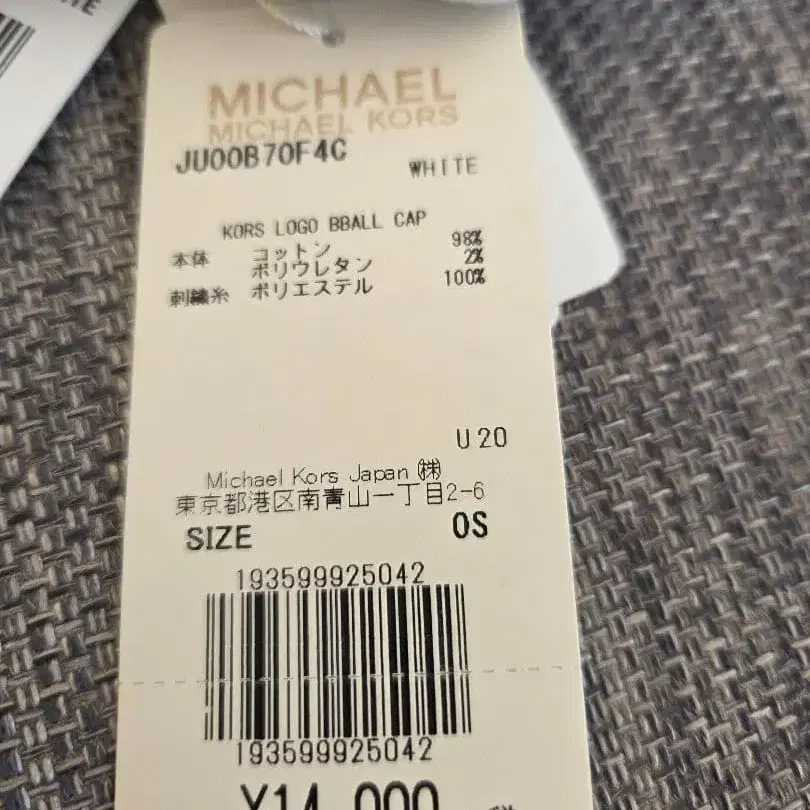 MICHAEL
MICHAEL KORS
JU00B70F4C
WHITE
KORS LOGO BBALL CAP
本体 コットン 98%
ポリウレタン 2%
刺繍糸 ポリエステル 100%
U20
Michael Kors Japan ㈱
東京都港区南青山一丁目2-6
SIZE OS
193599925042
193599925042
¥14,000